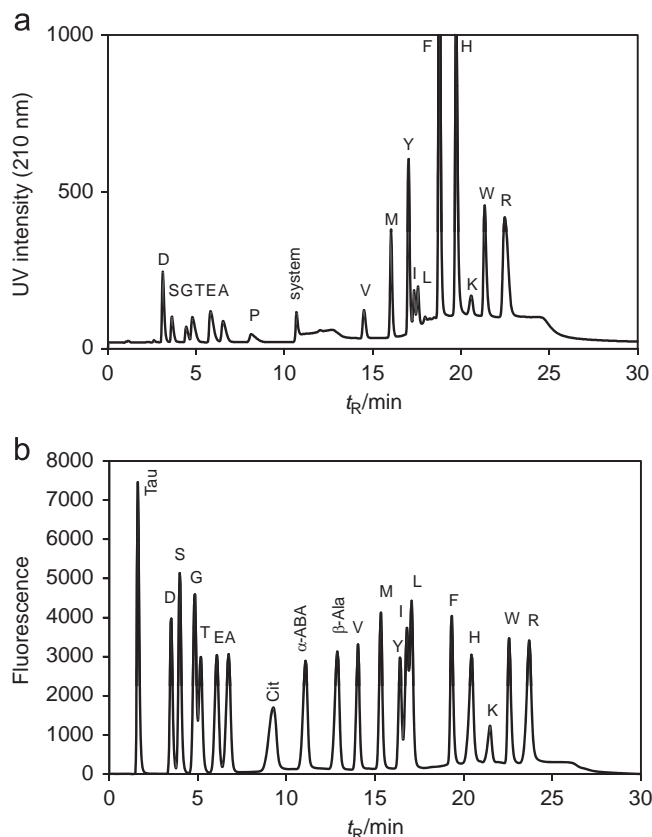 a
UV intensity (210 nm)
1000
500
0
D
SGTEA
P
system
V
M
Y
I
L
F
H
K
W
R
0 5 10 15 20 25 30
tR/min
b
Fluorescence
8000
7000
6000
5000
4000
3000
2000
1000
0
Tau
D
S
G
T
EA
Cit
α-ABA
β-Ala
V
M
Y
I
L
F
H
K
W
R
0 5 10 15 20 25 30
tR/min